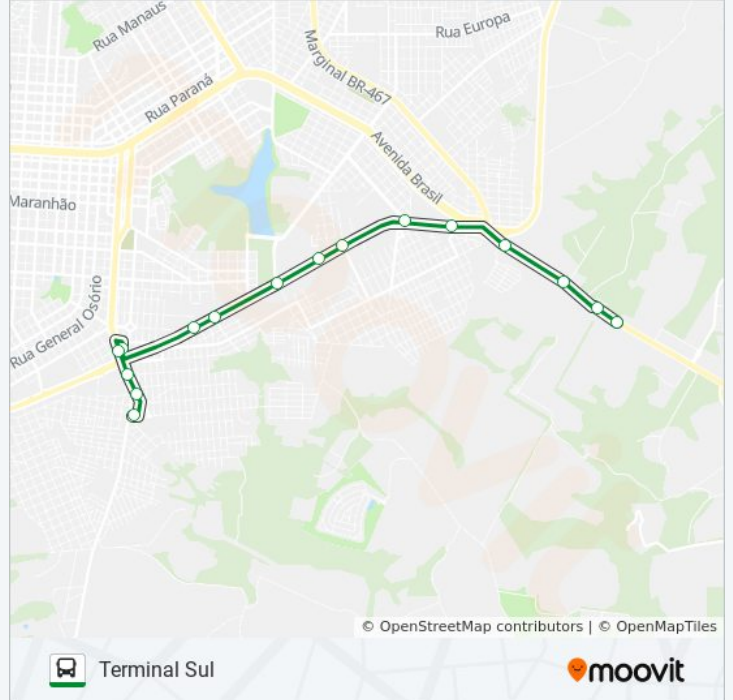 Rua Manaus
Rua Europa
Marginal BR-467
Rua Paraná
Avenida Brasil
Maranhão
Rua General Osório
© OpenStreetMap contributors | © OpenMapTiles
Terminal Sul
moovit